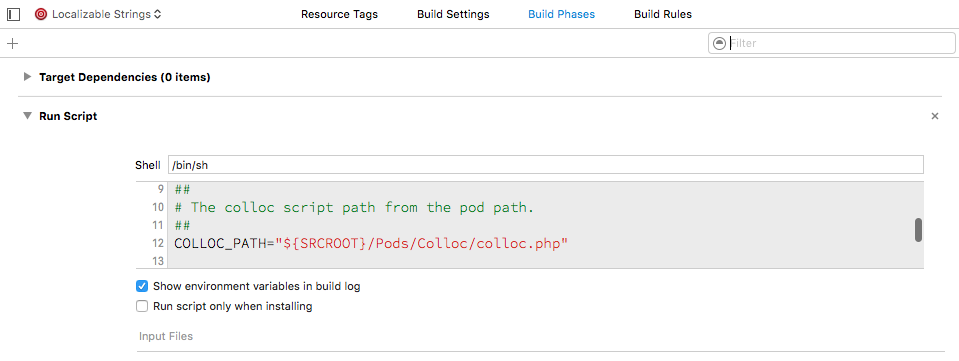 Localizable Strings Resource Tags Build Settings Build Phases Build Rules
Filter
Target Dependencies (0 items)
Run Script
Shell /bin/sh
9 ##
10 # The colloc script path from the pod path.
11 ##
12 COLLOC_PATH="${SRCROOT}/Pods/Colloc/colloc.php"
13
Show environment variables in build log
Run script only when installing
Input Files